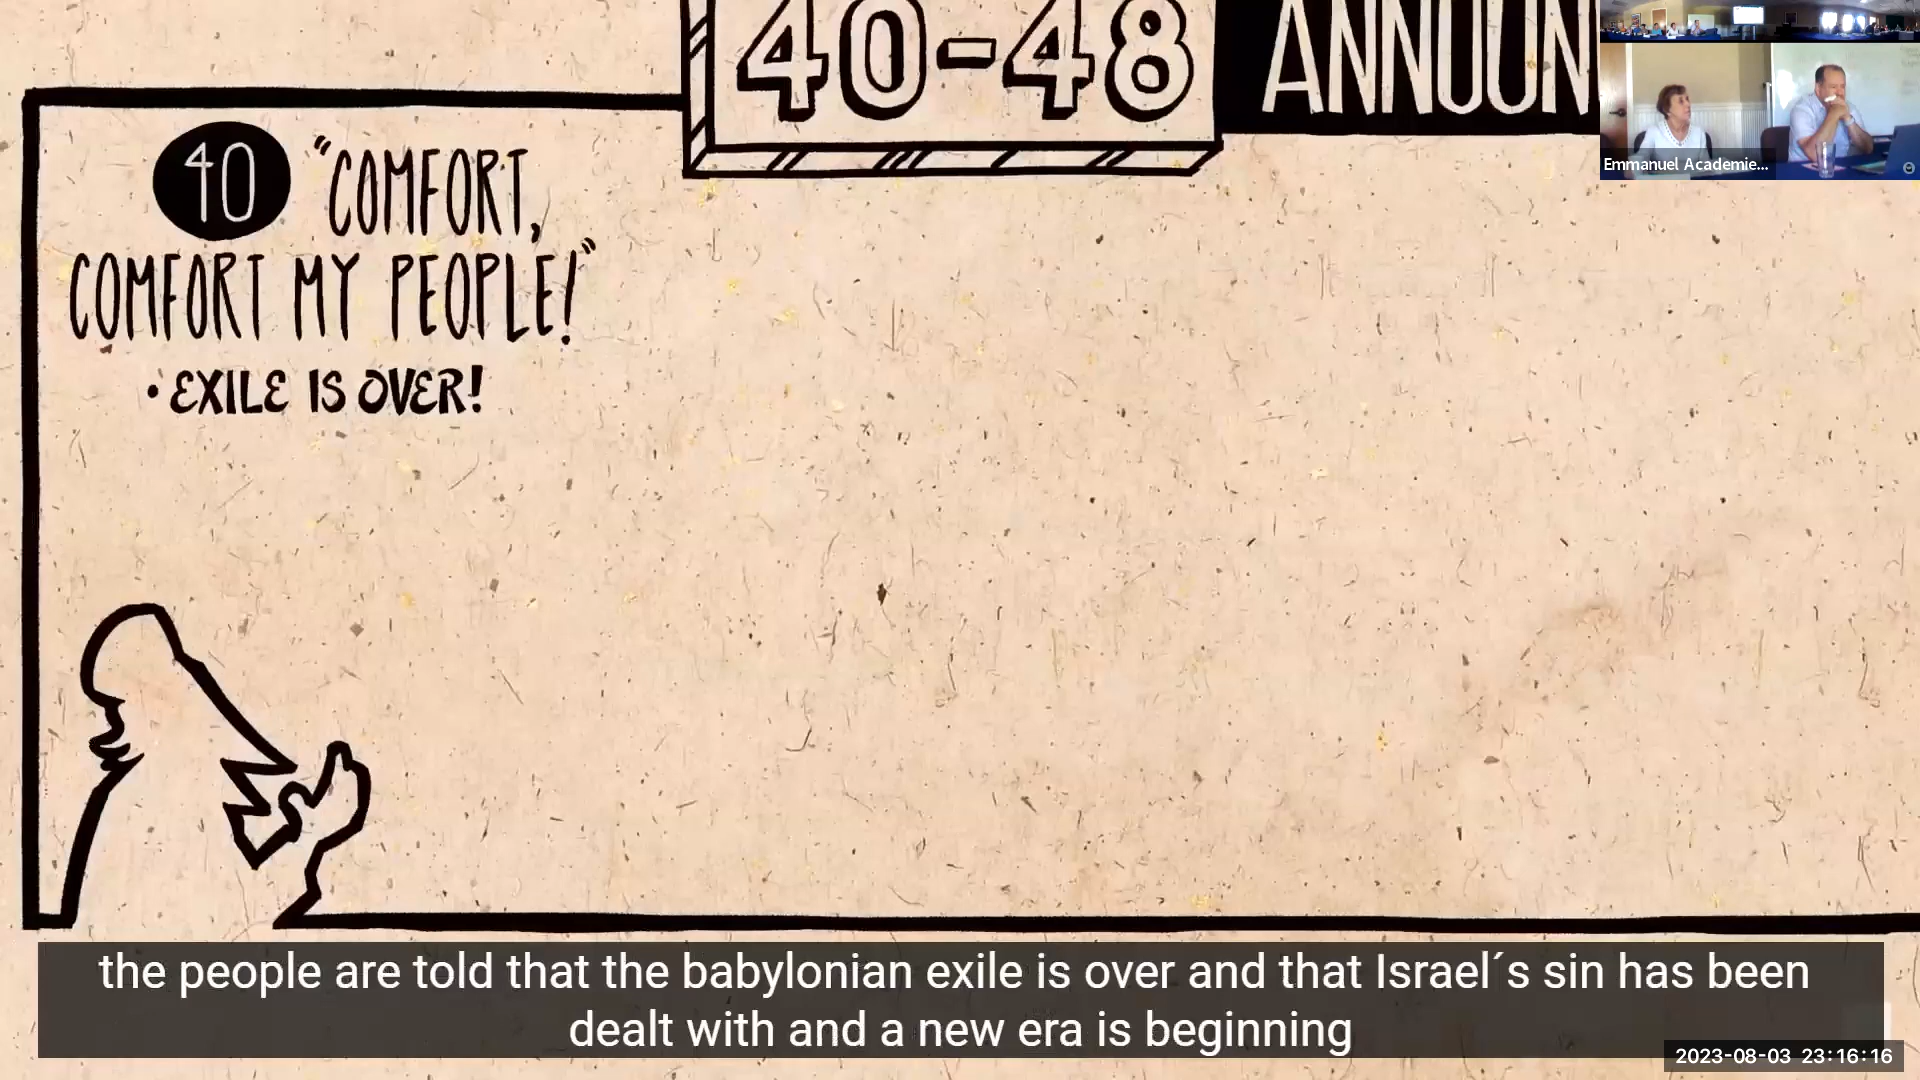 40-48
ANNOUN
40 "COMFORT,
COMFORT MY PEOPLE!"
• EXILE IS OVER!
Emmanuel Academie...
the people are told that the babylonian exile is over and that Israel´s sin has been
dealt with and a new era is beginning
2023-08-03 23:16:16